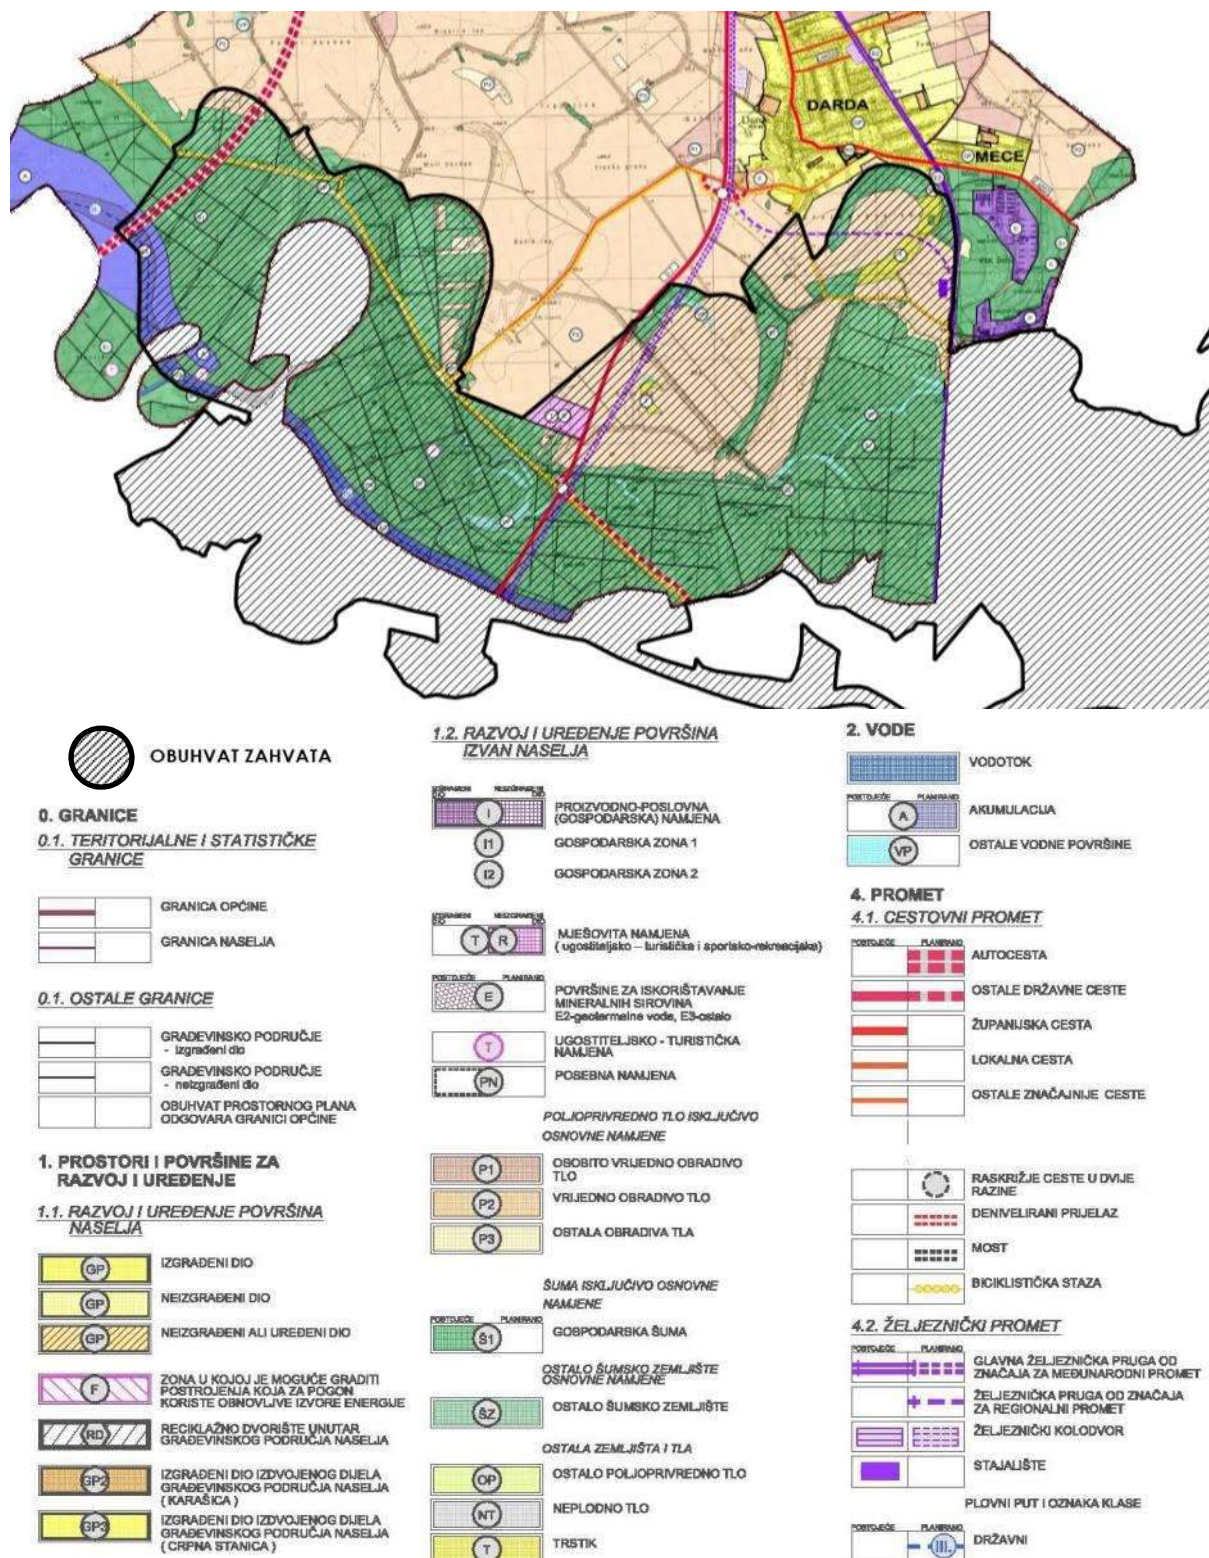 DARDA
MECE
OBUHVAT ZAHVATA
0. GRANICE
0.1. TERITORIJALNE I STATISTIČKE
GRANICE
GRANICA OPĆINE
GRANICA NASELJA
0.1. OSTALE GRANICE
GRAĐEVINSKO PODRUČJE
- izgrađeni dio
GRAĐEVINSKO PODRUČJE
- neizgrađeni dio
OBUHVAT PROSTORNOG PLANA
ODGOVARA GRANICI OPĆINE
1. PROSTORI I POVRŠINE ZA
RAZVOJ I UREĐENJE
1.1. RAZVOJ I UREĐENJE POVRŠINA
NASELJA
GP IZGRAĐENI DIO
GP NEIZGRAĐENI DIO
GP NEIZGRAĐENI ALI UREĐENI DIO
F ZONA U KOJOJ JE MOGUĆE GRADITI
POSTROJENJA KOJA ZA POGON
KORISTE OBNOVLJIVE IZVORE ENERGIJE
RD RECIKLAŽNO DVORIŠTE UNUTAR
GRAĐEVINSKOG PODRUČJA NASELJA
GP2 IZGRAĐENI DIO IZDVOJENOG DIJELA
GRAĐEVINSKOG PODRUČJA NASELJA
( KARAŠICA )
GP3 IZGRAĐENI DIO IZDVOJENOG DIJELA
GRAĐEVINSKOG PODRUČJA NASELJA
( CRPNA STANICA )
1.2. RAZVOJ I UREĐENJE POVRŠINA
IZVAN NASELJA
IZGRAĐENI DIO NEIZGRAĐENI DIO
I PROIZVODNO-POSLOVNA
(GOSPODARSKA) NAMJENA
I1 GOSPODARSKA ZONA 1
I2 GOSPODARSKA ZONA 2
IZGRAĐENI DIO NEIZGRAĐENI DIO
T R MJEŠOVITA NAMJENA
( ugostiteljsko – turistička i sportsko-rekreacijska)
POSTOJEĆE PLANIRANO
E POVRŠINE ZA ISKORIŠTAVANJE
MINERALNIH SIROVINA
E2-geotermalne vode, E3-ostalo
T UGOSTITELJSKO - TURISTIČKA
NAMJENA
PN POSEBNA NAMJENA
POLJOPRIVREDNO TLO ISKLJUČIVO
OSNOVNE NAMJENE
P1 OSOBITO VRIJEDNO OBRADIVO
TLO
P2 VRIJEDNO OBRADIVO TLO
P3 OSTALA OBRADIVA TLA
ŠUMA ISKLJUČIVO OSNOVNE
NAMJENE
POSTOJEĆE PLANIRANO
Š1 GOSPODARSKA ŠUMA
OSTALO ŠUMSKO ZEMLJIŠTE
OSNOVNE NAMJENE
ŠZ OSTALO ŠUMSKO ZEMLJIŠTE
OSTALA ZEMLJIŠTA I TLA
OP OSTALO POLJOPRIVREDNO TLO
NT NEPLODNO TLO
T TRSTIK
2. VODE
VODOTOK
POSTOJEĆE PLANIRANO
A AKUMULACIJA
VP OSTALE VODNE POVRŠINE
4. PROMET
4.1. CESTOVNI PROMET
POSTOJEĆE PLANIRANO
AUTOCESTA
OSTALE DRŽAVNE CESTE
ŽUPANIJSKA CESTA
LOKALNA CESTA
OSTALE ZNAČAJNIJE CESTE
RASKRIŽJE CESTE U DVIJE
RAZINE
DENIVELIRANI PRIJELAZ
MOST
BICIKLISTIČKA STAZA
4.2. ŽELJEZNIČKI PROMET
POSTOJEĆE PLANIRANO
GLAVNA ŽELJEZNIČKA PRUGA OD
ZNAČAJA ZA MEĐUNARODNI PROMET
ŽELJEZNIČKA PRUGA OD ZNAČAJA
ZA REGIONALNI PROMET
ŽELJEZNIČKI KOLODVOR
STAJALIŠTE
PLOVNI PUT I OZNAKA KLASE
POSTOJEĆE PLANIRANO
III. DRŽAVNI